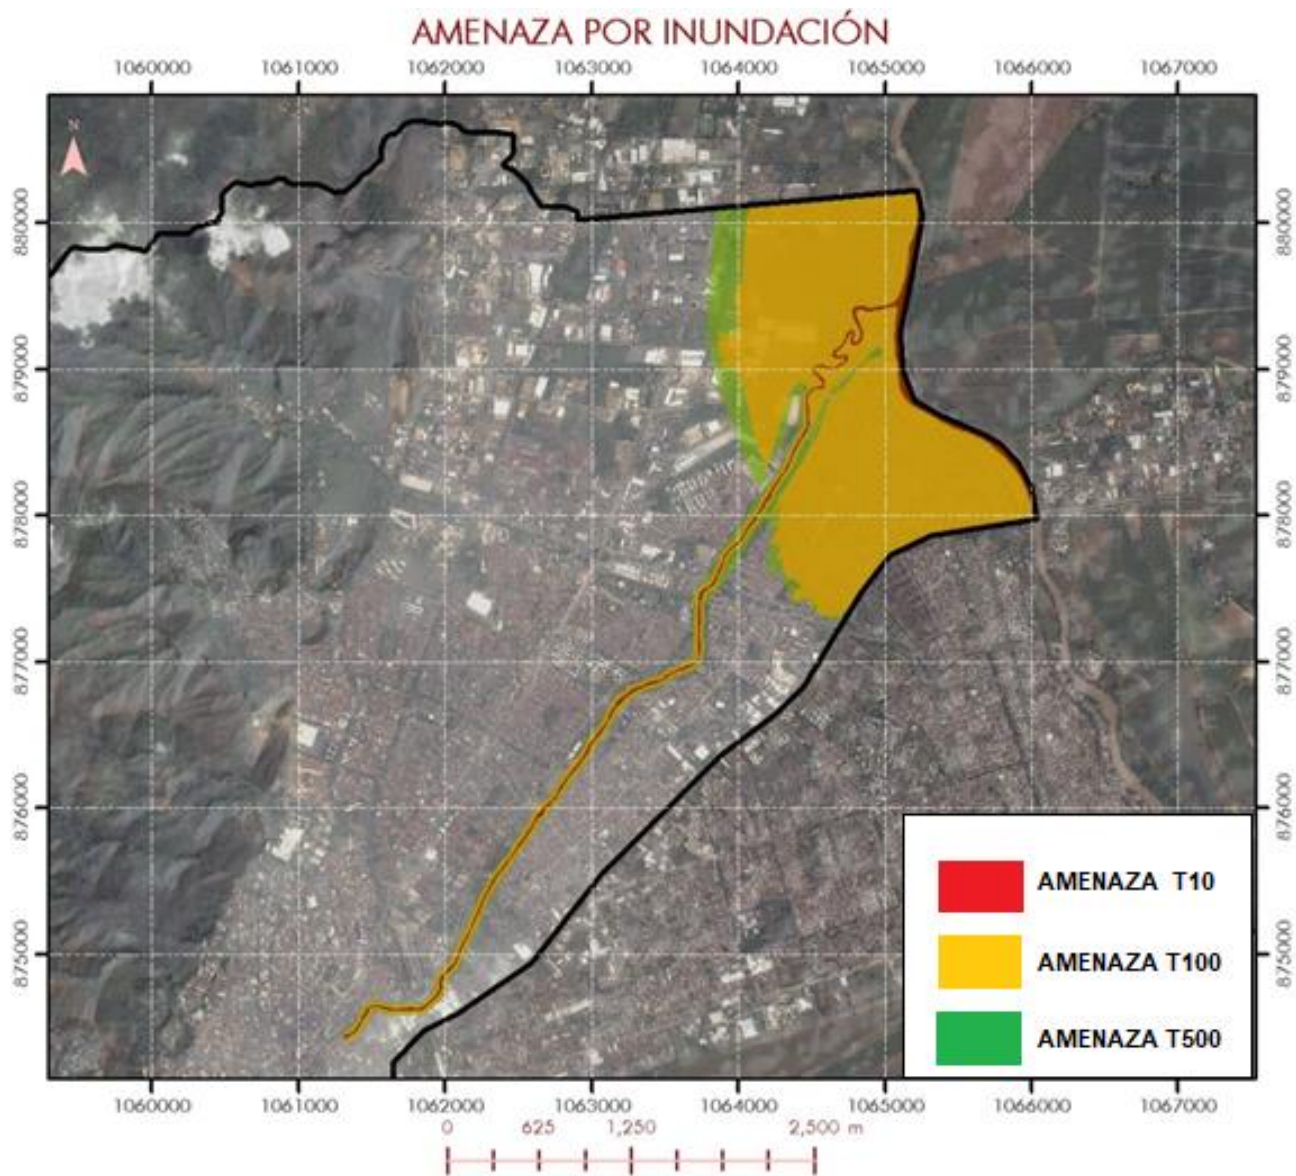 AMENAZA POR INUNDACIÓN
1060000 1061000 1062000 1063000 1064000 1065000 1066000 1067000
N
880000 880000
879000 879000
878000 878000
877000 877000
876000 876000
AMENAZA T10
875000 875000
AMENAZA T100
AMENAZA T500
1060000 1061000 1062000 1063000 1064000 1065000 1066000 1067000
0 625 1,250 2,500 m